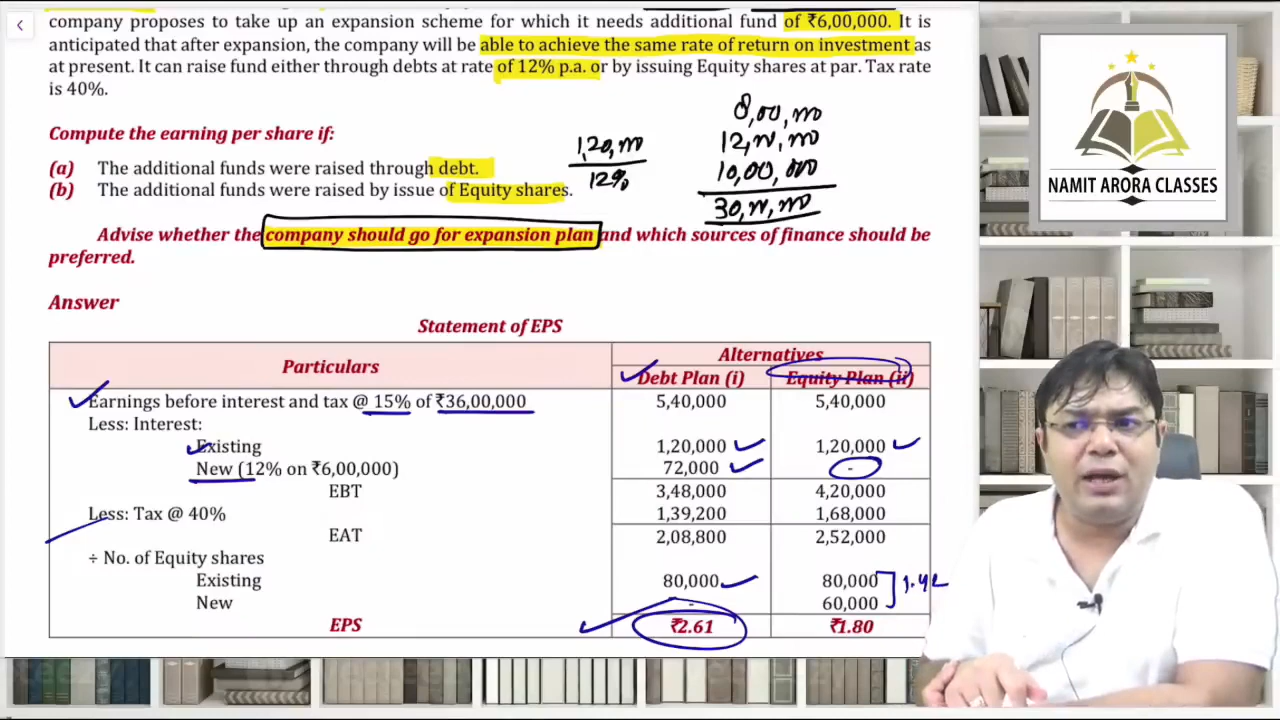 company proposes to take up an expansion scheme for which it needs additional fund of ₹6,00,000. It is
anticipated that after expansion, the company will be able to achieve the same rate of return on investment as
at present. It can raise fund either through debts at rate of 12% p.a. or by issuing Equity shares at par. Tax rate
is 40%.
Compute the earning per share if:
(a) The additional funds were raised through debt.
(b) The additional funds were raised by issue of Equity shares.
1,20,000
12%
8,00,000
12,00,000
10,00,000
30,00,000
Advise whether the company should go for expansion plan and which sources of finance should be
preferred.
Answer
Statement of EPS
Particulars Alternatives
Debt Plan (i) Equity Plan (ii)
Earnings before interest and tax @ 15% of ₹36,00,000 5,40,000 5,40,000
Less: Interest:
Existing 1,20,000 1,20,000
New (12% on ₹6,00,000) 72,000 -
EBT 3,48,000 4,20,000
Less: Tax @ 40% 1,39,200 1,68,000
EAT 2,08,800 2,52,000
÷ No. of Equity shares
Existing 80,000 80,000
New - 60,000
EPS ₹2.61 ₹1.80
NAMIT ARORA CLASSES